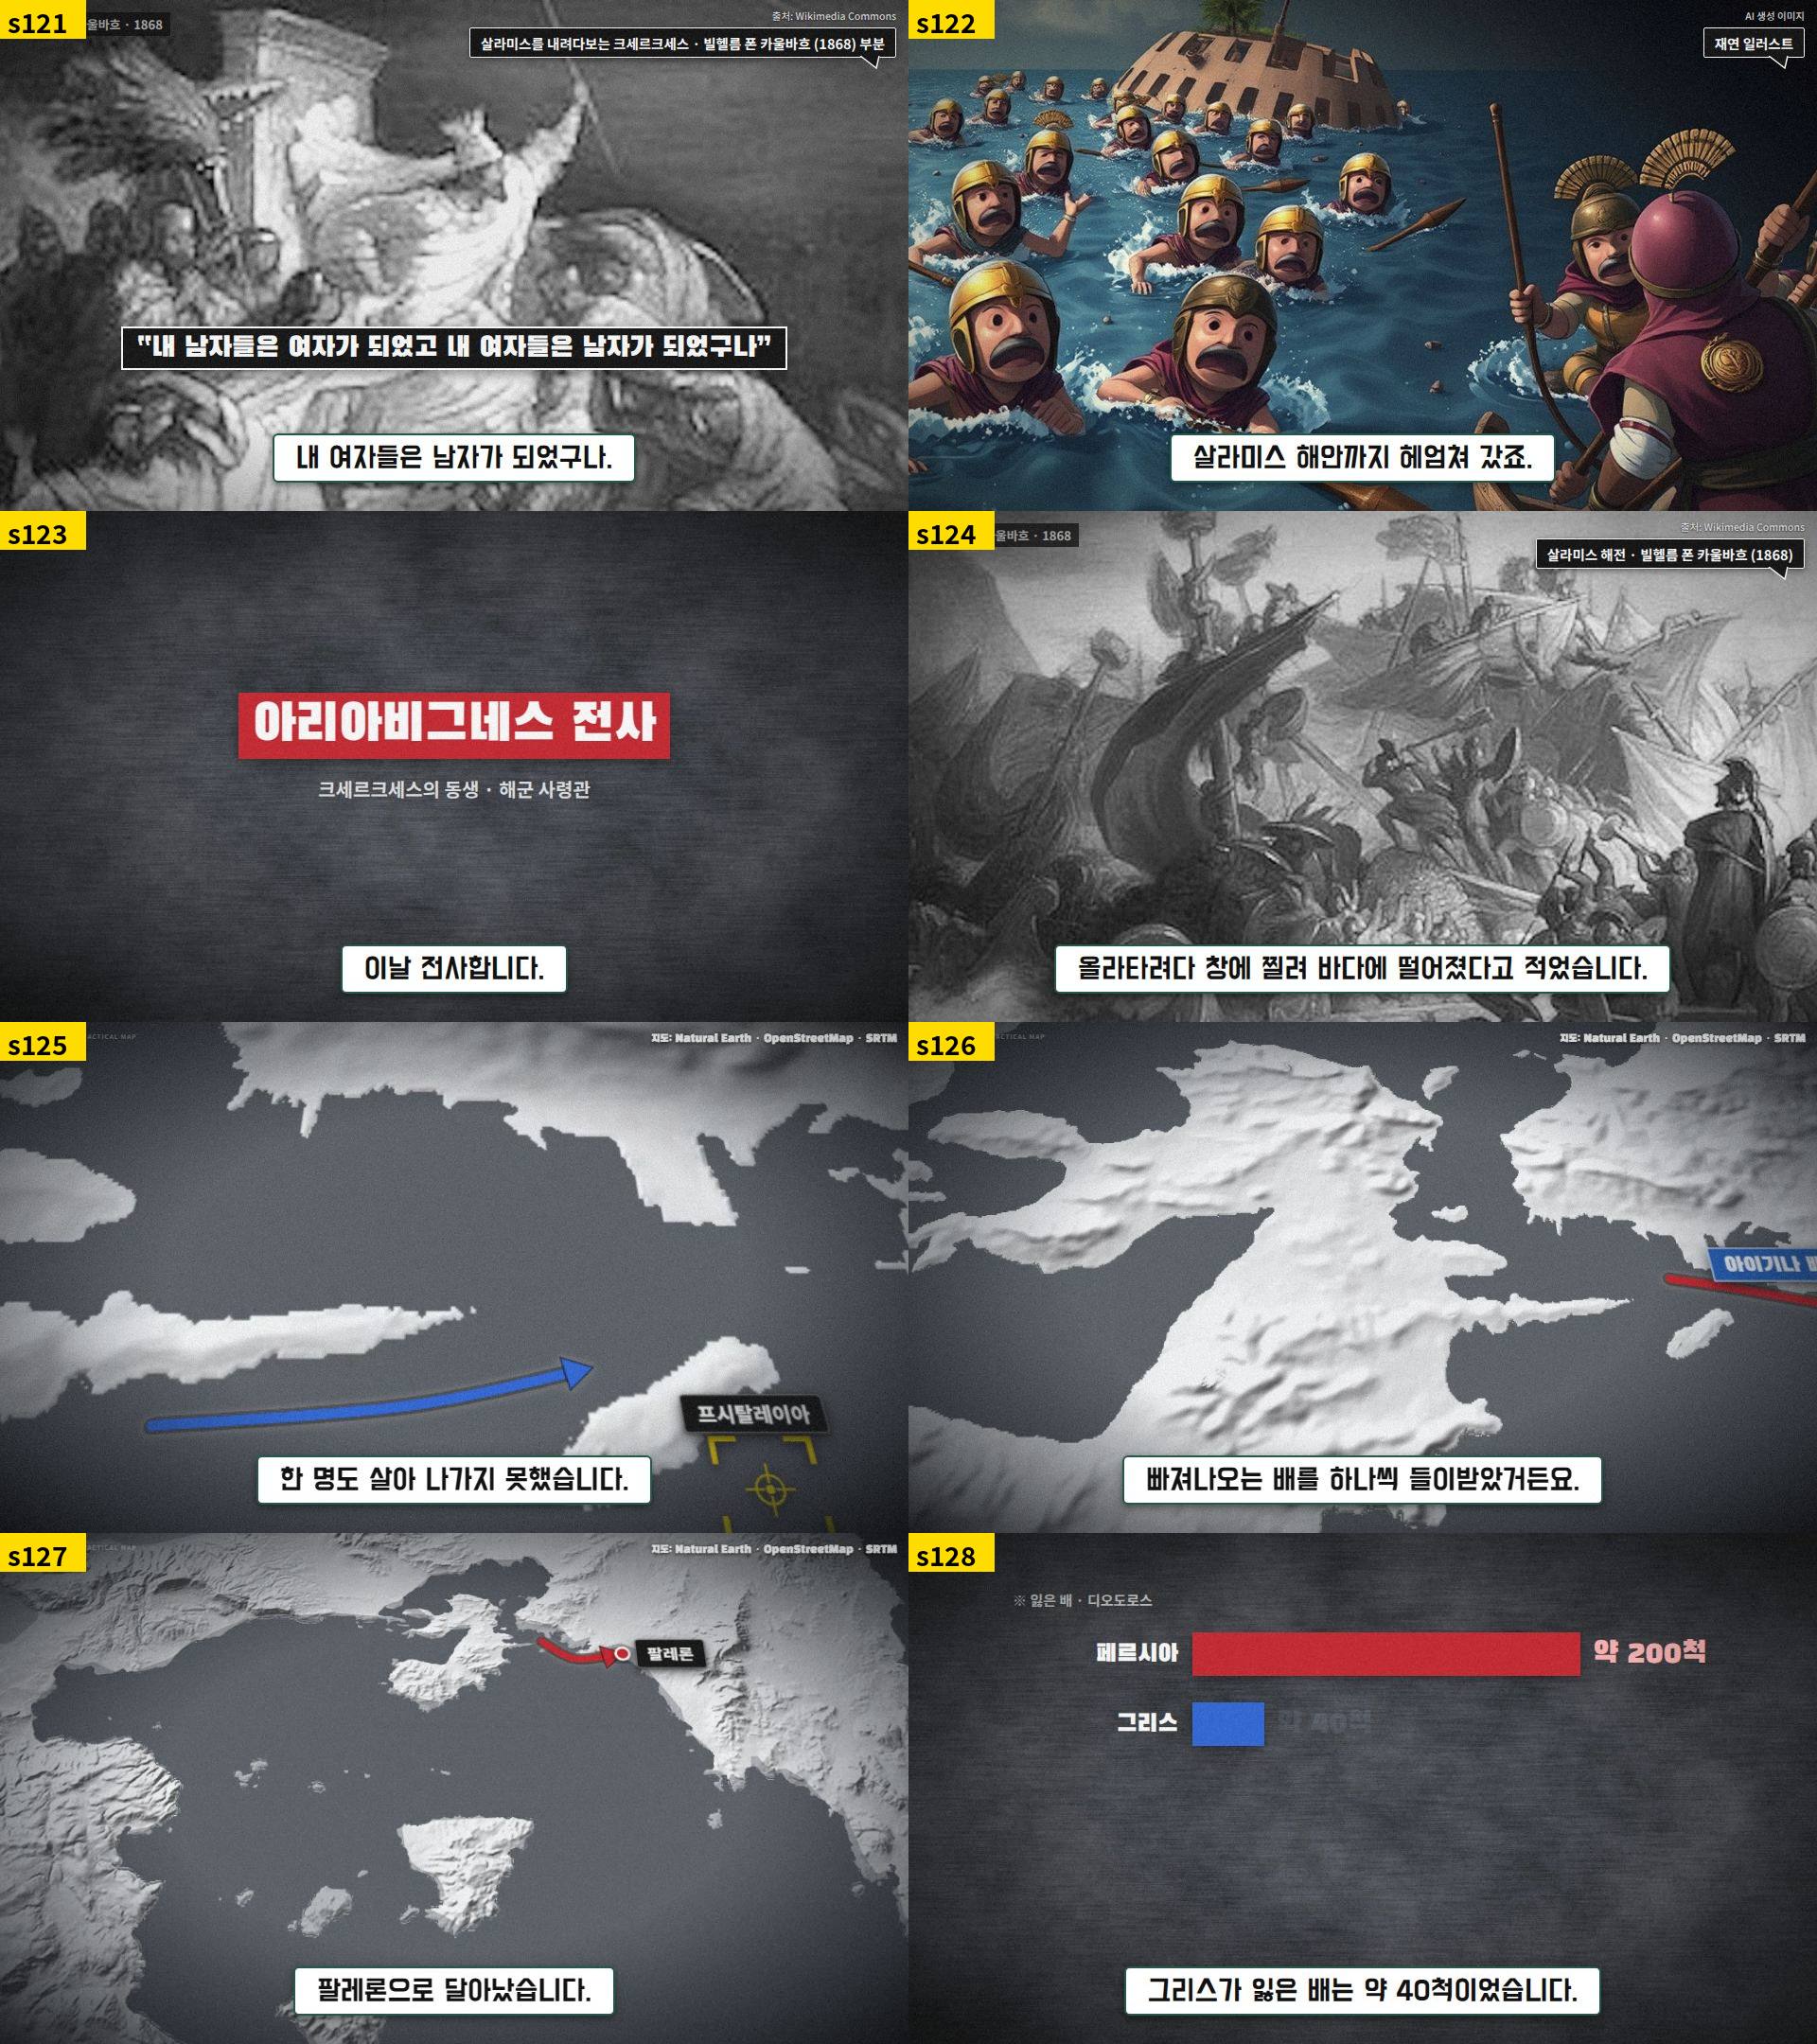 s121
울바흐 · 1868
출처: Wikimedia Commons
살라미스를 내려다보는 크세르크세스 · 빌헬름 폰 카울바흐 (1868) 부분
“내 남자들은 여자가 되었고 내 여자들은 남자가 되었구나”
내 여자들은 남자가 되었구나.
s122
AI 생성 이미지
재연 일러스트
살라미스 해안까지 헤엄쳐 갔죠.
s123
아리아비그네스 전사
크세르크세스의 동생 · 해군 사령관
이날 전사합니다.
s124
울바흐 · 1868
출처: Wikimedia Commons
살라미스 해전 · 빌헬름 폰 카울바흐 (1868)
올라타려다 창에 찔려 바다에 떨어졌다고 적었습니다.
s125
ACTICAL MAP
지도: Natural Earth · OpenStreetMap · SRTM
프시탈레이아
한 명도 살아 나가지 못했습니다.
s126
ACTICAL MAP
지도: Natural Earth · OpenStreetMap · SRTM
아이기나
빠져나오는 배를 하나씩 들이받았거든요.
s127
ACTICAL MAP
지도: Natural Earth · OpenStreetMap · SRTM
팔레론
팔레론으로 달아났습니다.
s128
※ 잃은 배 · 디오도로스
페르시아
약 200척
그리스
약 40척
그리스가 잃은 배는 약 40척이었습니다.